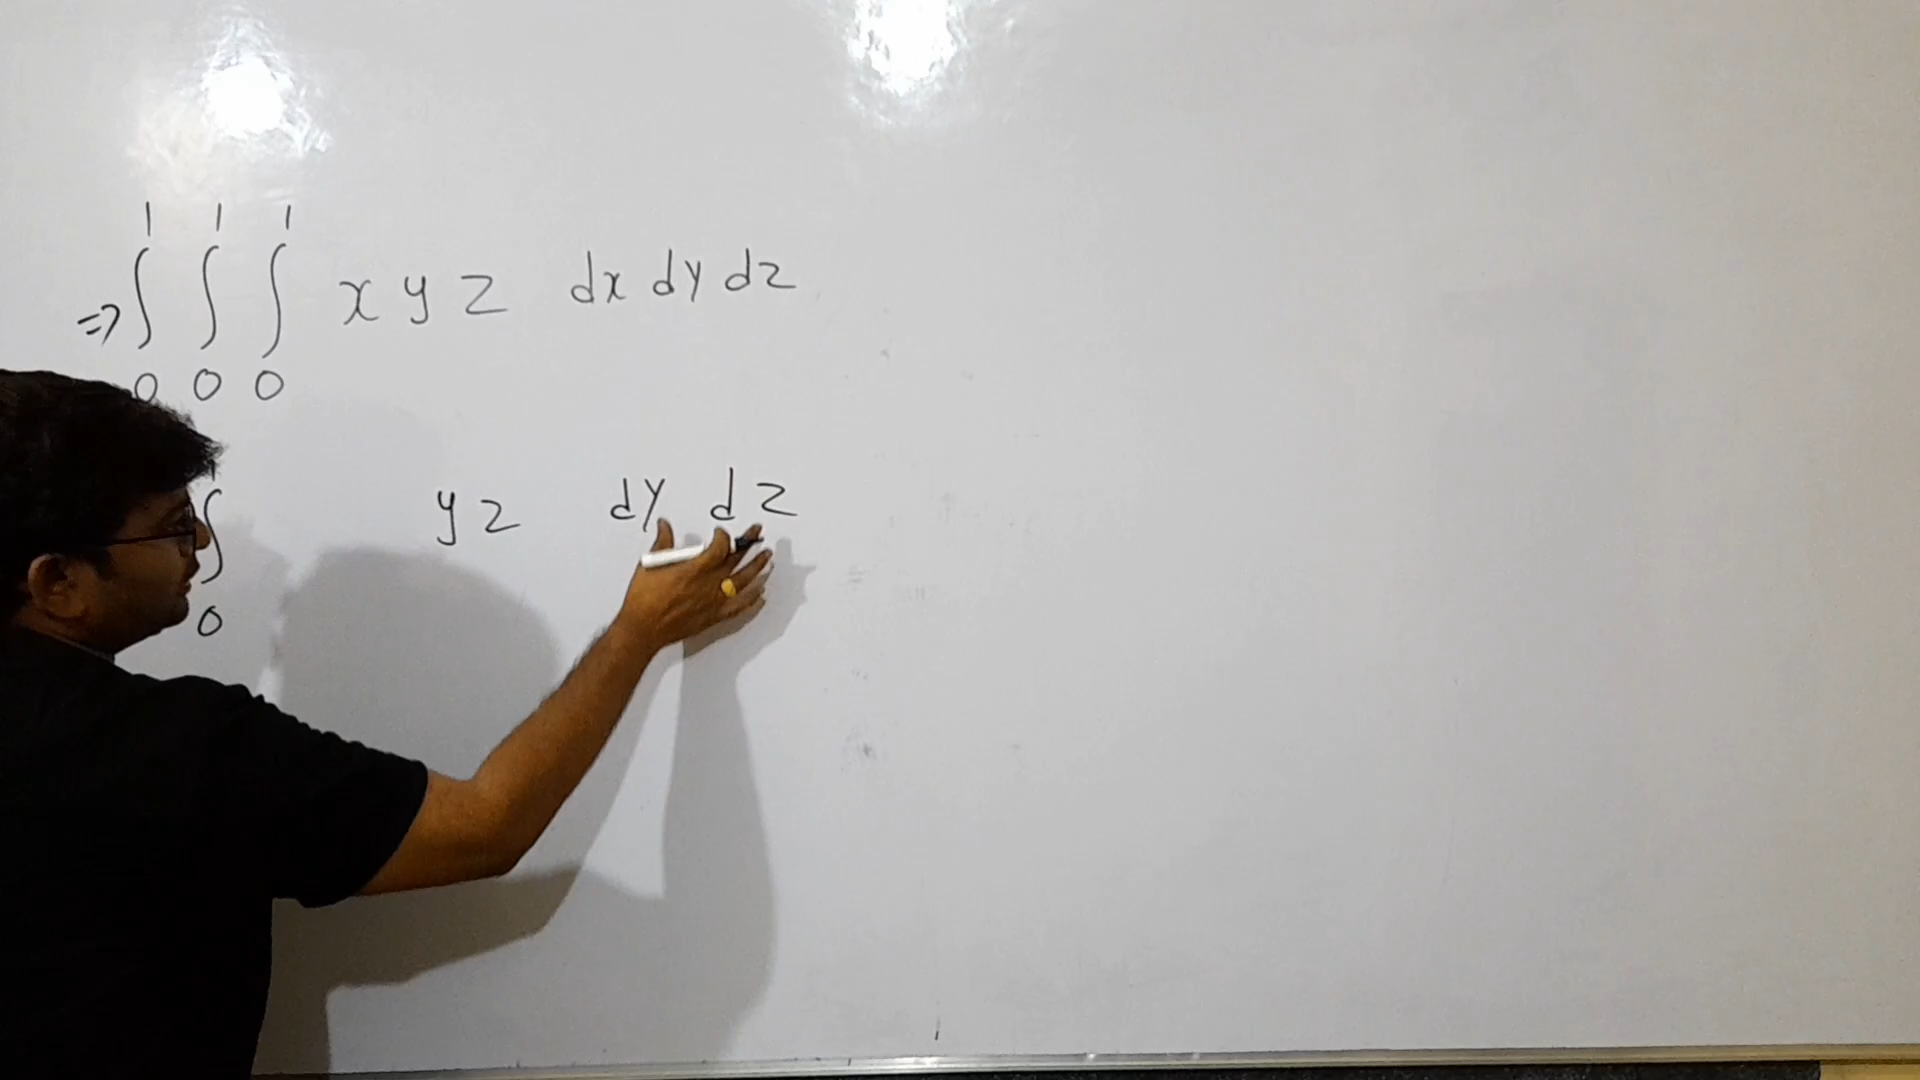 1 1 1
⇒ ∫ ∫ ∫ x y z dx dy dz
0 0 0
∫ y z dy dz
0